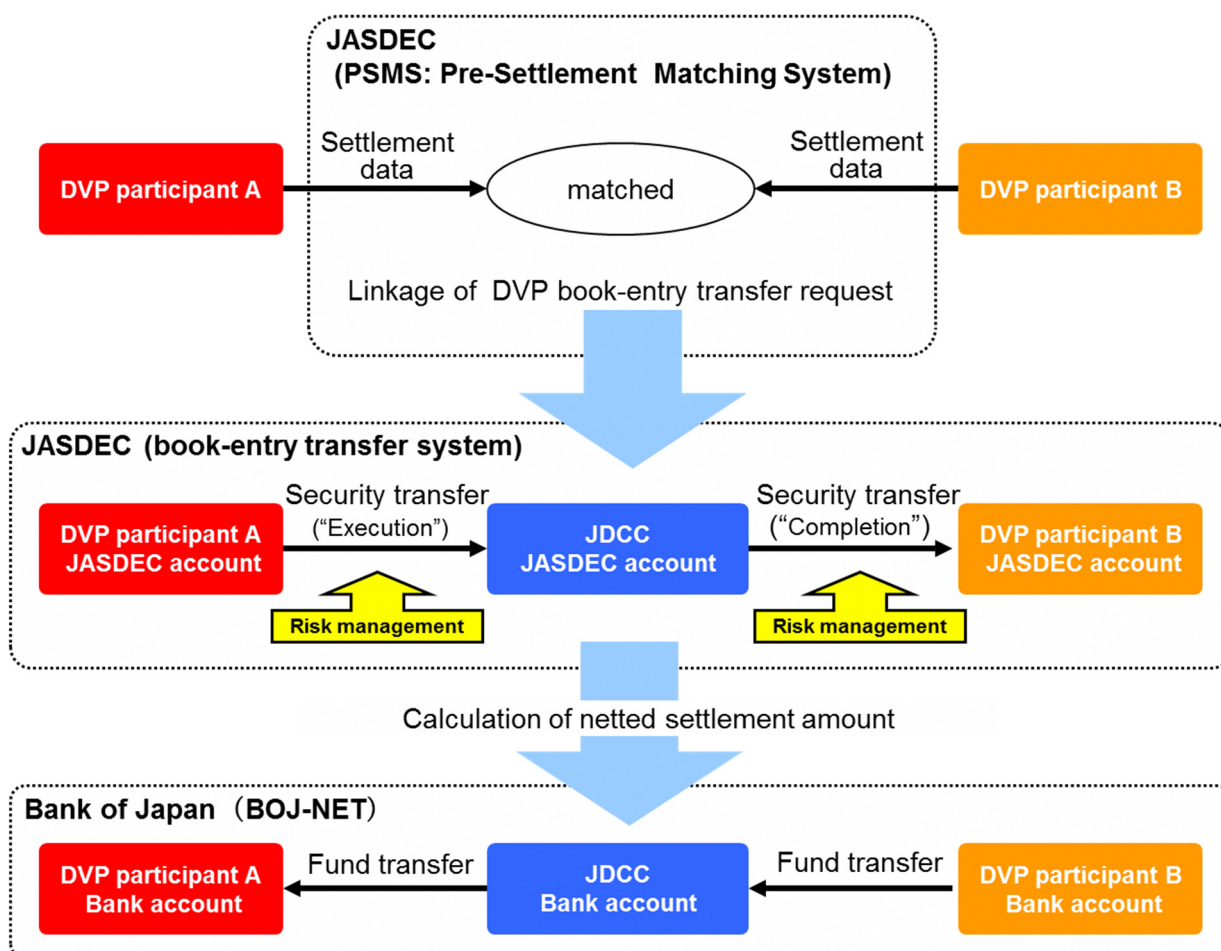 JASDEC
(PSMS: Pre-Settlement Matching System)
Settlement
data
Settlement
data
DVP participant A
matched
DVP participant B
Linkage of DVP book-entry transfer request
JASDEC (book-entry transfer system)
Security transfer
(“Execution”)
Security transfer
(“Completion”)
DVP participant A
JASDEC account
JDCC
JASDEC account
DVP participant B
JASDEC account
Risk management
Risk management
Calculation of netted settlement amount
Bank of Japan（BOJ-NET）
DVP participant A
Bank account
Fund transfer
JDCC
Bank account
Fund transfer
DVP participant B
Bank account